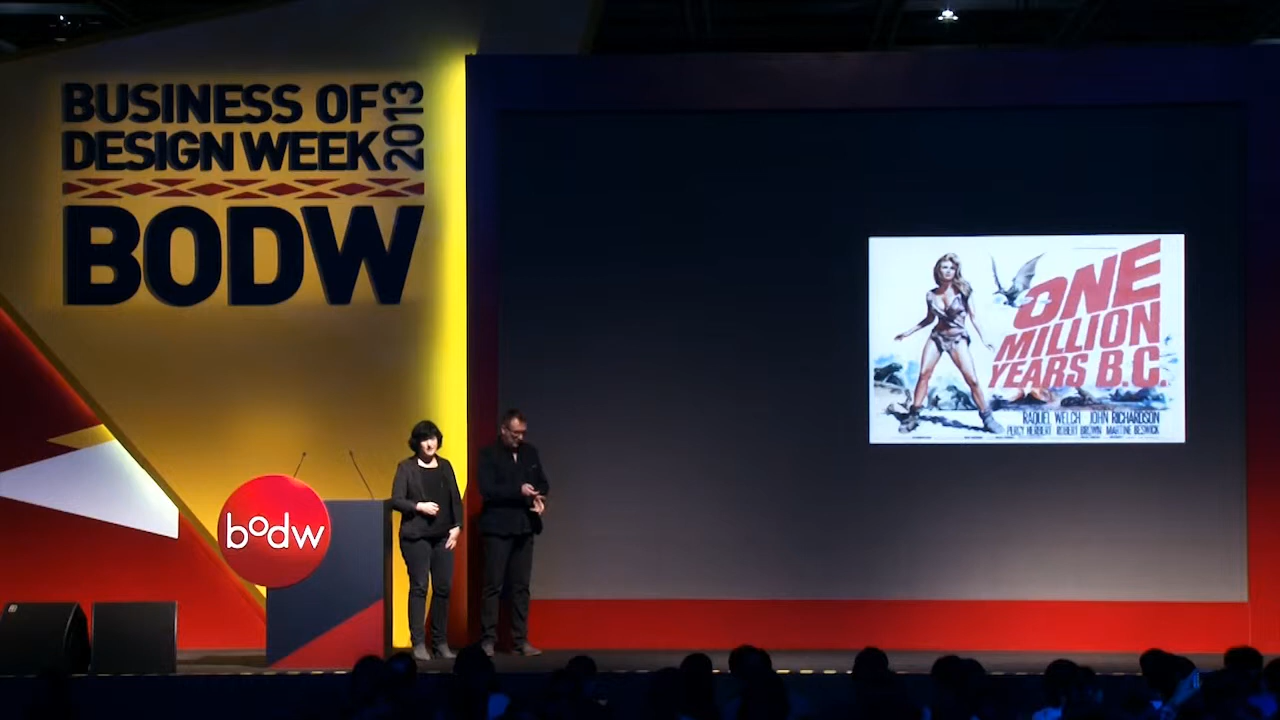 BUSINESS OF
DESIGN WEEK
2013
BODW
bodw
ONE
MILLION
YEARS B.C.
RAQUEL WELCH JOHN RICHARDSON
PERCY HERBERT ROBERT BROWN MARTINE BESWICK